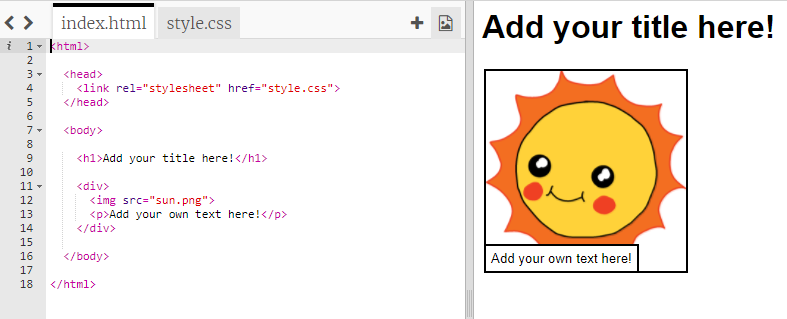 index.html style.css
i 1 <html>
2
3 <head>
4 <link rel="stylesheet" href="style.css">
5 </head>
6
7 <body>
8
9 <h1>Add your title here!</h1>
10
11 <div>
12 <img src="sun.png">
13 <p>Add your own text here!</p>
14 </div>
15
16 </body>
17
18 </html>
Add your title here!
Add your own text here!